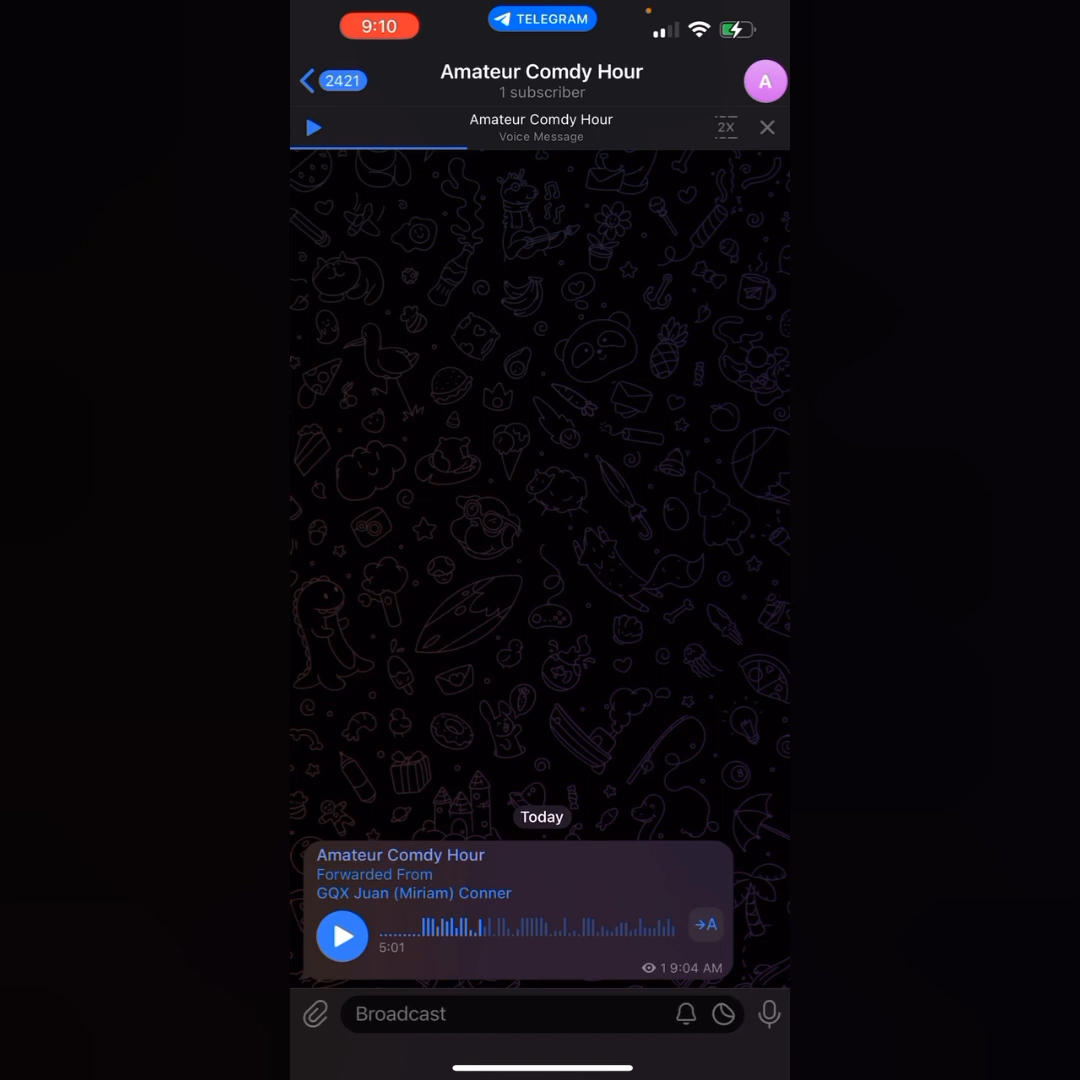 9:10
TELEGRAM
2421
Amateur Comdy Hour
1 subscriber
A
Amateur Comdy Hour
Voice Message
2X
Today
Amateur Comdy Hour
Forwarded From
GQX Juan (Miriam) Conner
5:01
→A
1 9:04 AM
Broadcast